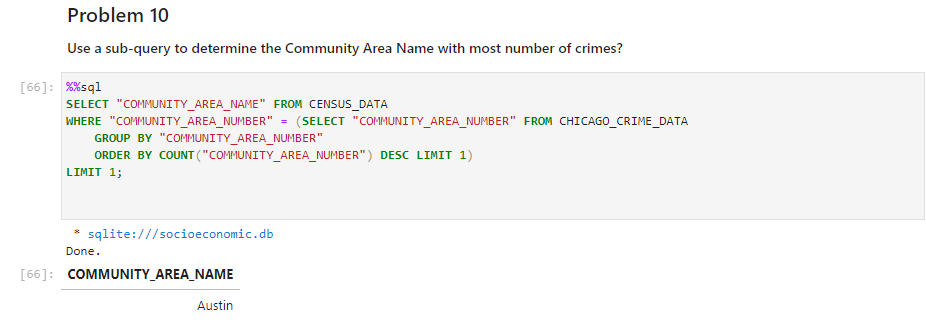 Problem 10
Use a sub-query to determine the Community Area Name with most number of crimes?
[66]: %%sql
SELECT "COMMUNITY_AREA_NAME" FROM CENSUS_DATA
WHERE "COMMUNITY_AREA_NUMBER" = (SELECT "COMMUNITY_AREA_NUMBER" FROM CHICAGO_CRIME_DATA
    GROUP BY "COMMUNITY_AREA_NUMBER"
    ORDER BY COUNT("COMMUNITY_AREA_NUMBER") DESC LIMIT 1)
LIMIT 1;
* sqlite:///socioeconomic.db
Done.
[66]: COMMUNITY_AREA_NAME
Austin